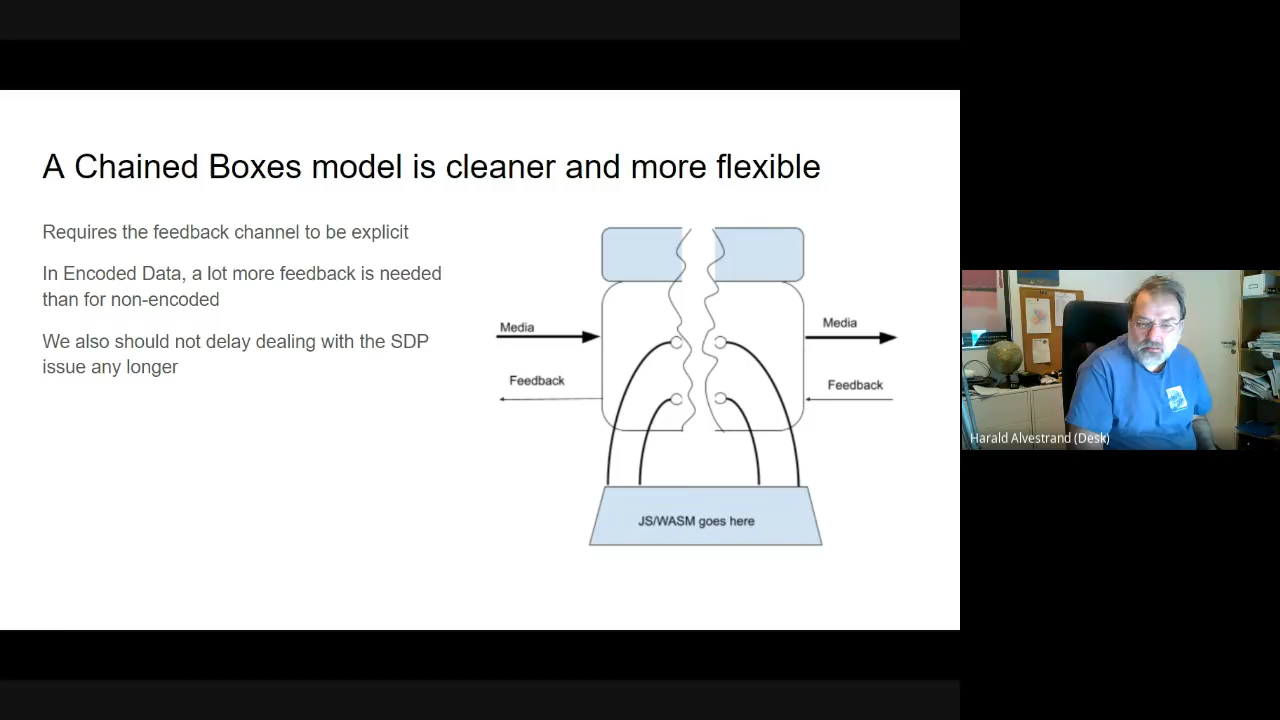 A Chained Boxes model is cleaner and more flexible
Requires the feedback channel to be explicit
In Encoded Data, a lot more feedback is needed
than for non-encoded
We also should not delay dealing with the SDP
issue any longer
Media
Media
Feedback
Feedback
JS/WASM goes here
Harald Alvestrand (Desk)